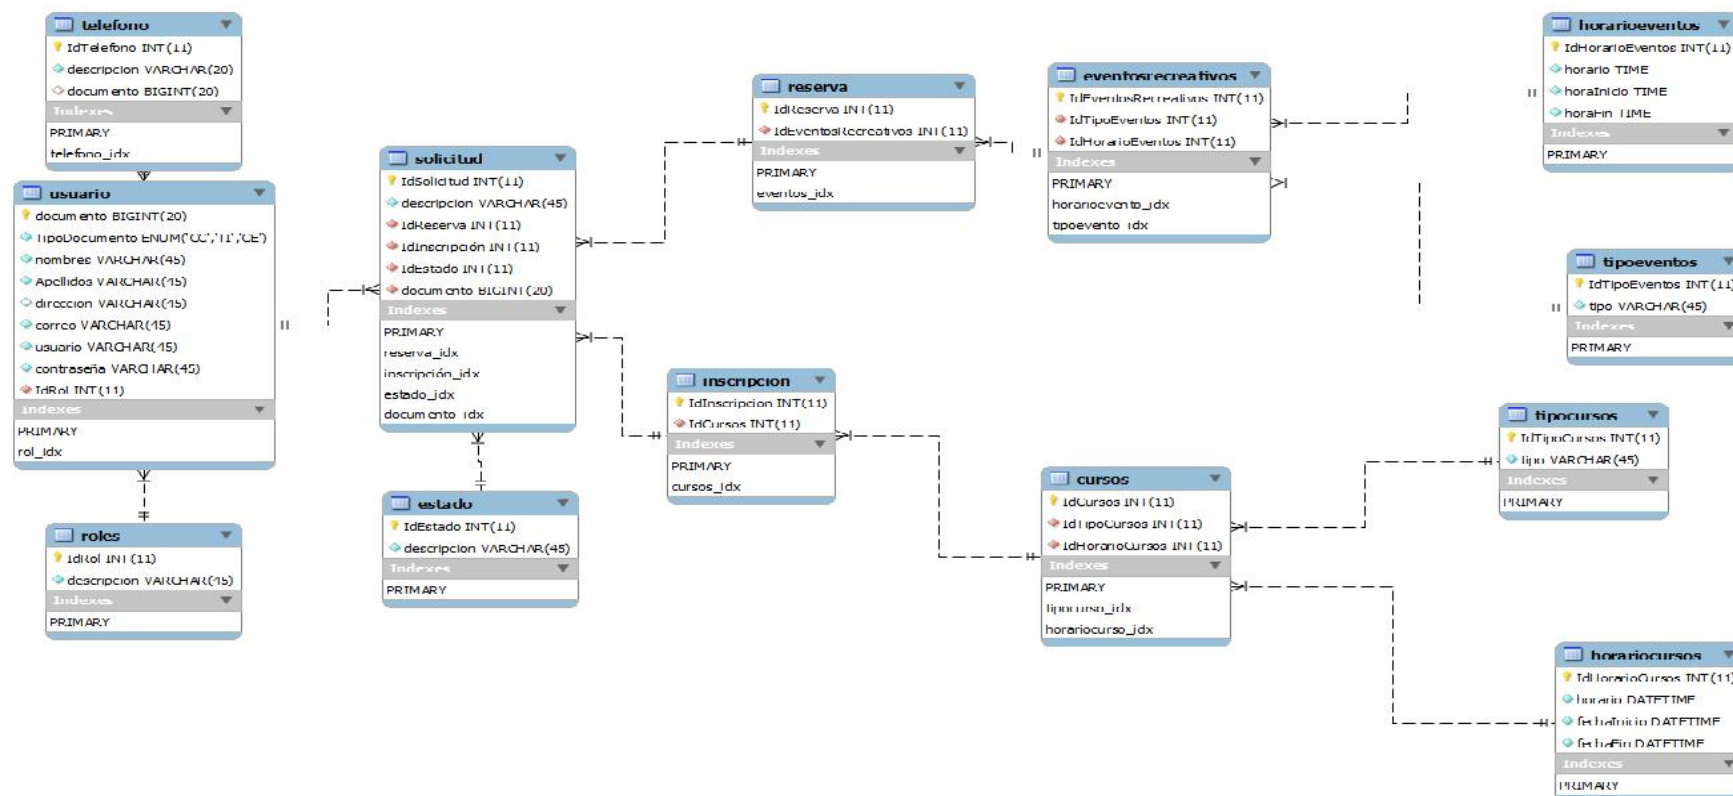 telefono
IdTelefono INT(11)
descripcion VARCHAR(20)
documento BIGINT(20)
Indexes
PRIMARY
telefono_idx
usuario
documento BIGINT(20)
TipoDocumento ENUM('CC','TI','CE')
nombres VARCHAR(45)
Apellidos VARCHAR(45)
direccion VARCHAR(45)
correo VARCHAR(45)
usuario VARCHAR(45)
contraseña VARCHAR(45)
IdRol INT(11)
Indexes
PRIMARY
rol_idx
roles
IdRol INT(11)
descripcion VARCHAR(45)
Indexes
PRIMARY
solicitud
IdSolicitud INT(11)
descripcion VARCHAR(45)
IdReserva INT(11)
IdInscripción INT(11)
IdEstado INT(11)
documento BIGINT(20)
Indexes
PRIMARY
reserva_idx
inscripción_idx
estado_idx
documento_idx
estado
IdEstado INT(11)
descripcion VARCHAR(45)
Indexes
PRIMARY
reserva
IdReserva INT(11)
IdEventosRecreativos INT(11)
Indexes
PRIMARY
eventos_idx
inscripcion
IdInscripcion INT(11)
IdCursos INT(11)
Indexes
PRIMARY
cursos_idx
eventosrecreativos
IdEventosRecreativos INT(11)
IdTipoEventos INT(11)
IdHorarioEventos INT(11)
Indexes
PRIMARY
horarioevento_idx
tipoevento_idx
cursos
IdCursos INT(11)
IdTipoCursos INT(11)
IdHorarioCursos INT(11)
Indexes
PRIMARY
tipocurso_idx
horariocurso_idx
horarioeventos
IdHorarioEventos INT(11)
horario TIME
horaInicio TIME
horaFin TIME
Indexes
PRIMARY
tipoeventos
IdTipoEventos INT(11)
tipo VARCHAR(45)
Indexes
PRIMARY
tipocursos
IdTipoCursos INT(11)
tipo VARCHAR(45)
Indexes
PRIMARY
horariocursos
IdHorarioCursos INT(11)
horario DATETIME
fechaInicio DATETIME
fechaFin DATETIME
Indexes
PRIMARY